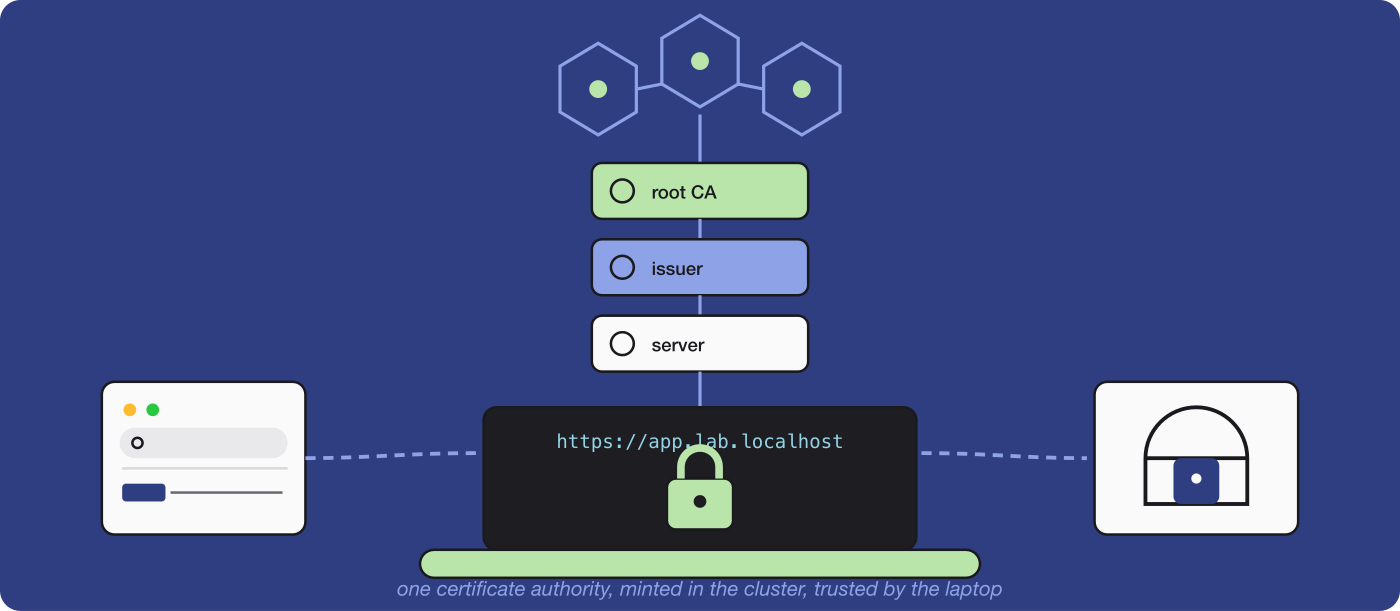 root CA
issuer
server
https://app.lab.localhost
one certificate authority, minted in the cluster, trusted by the laptop